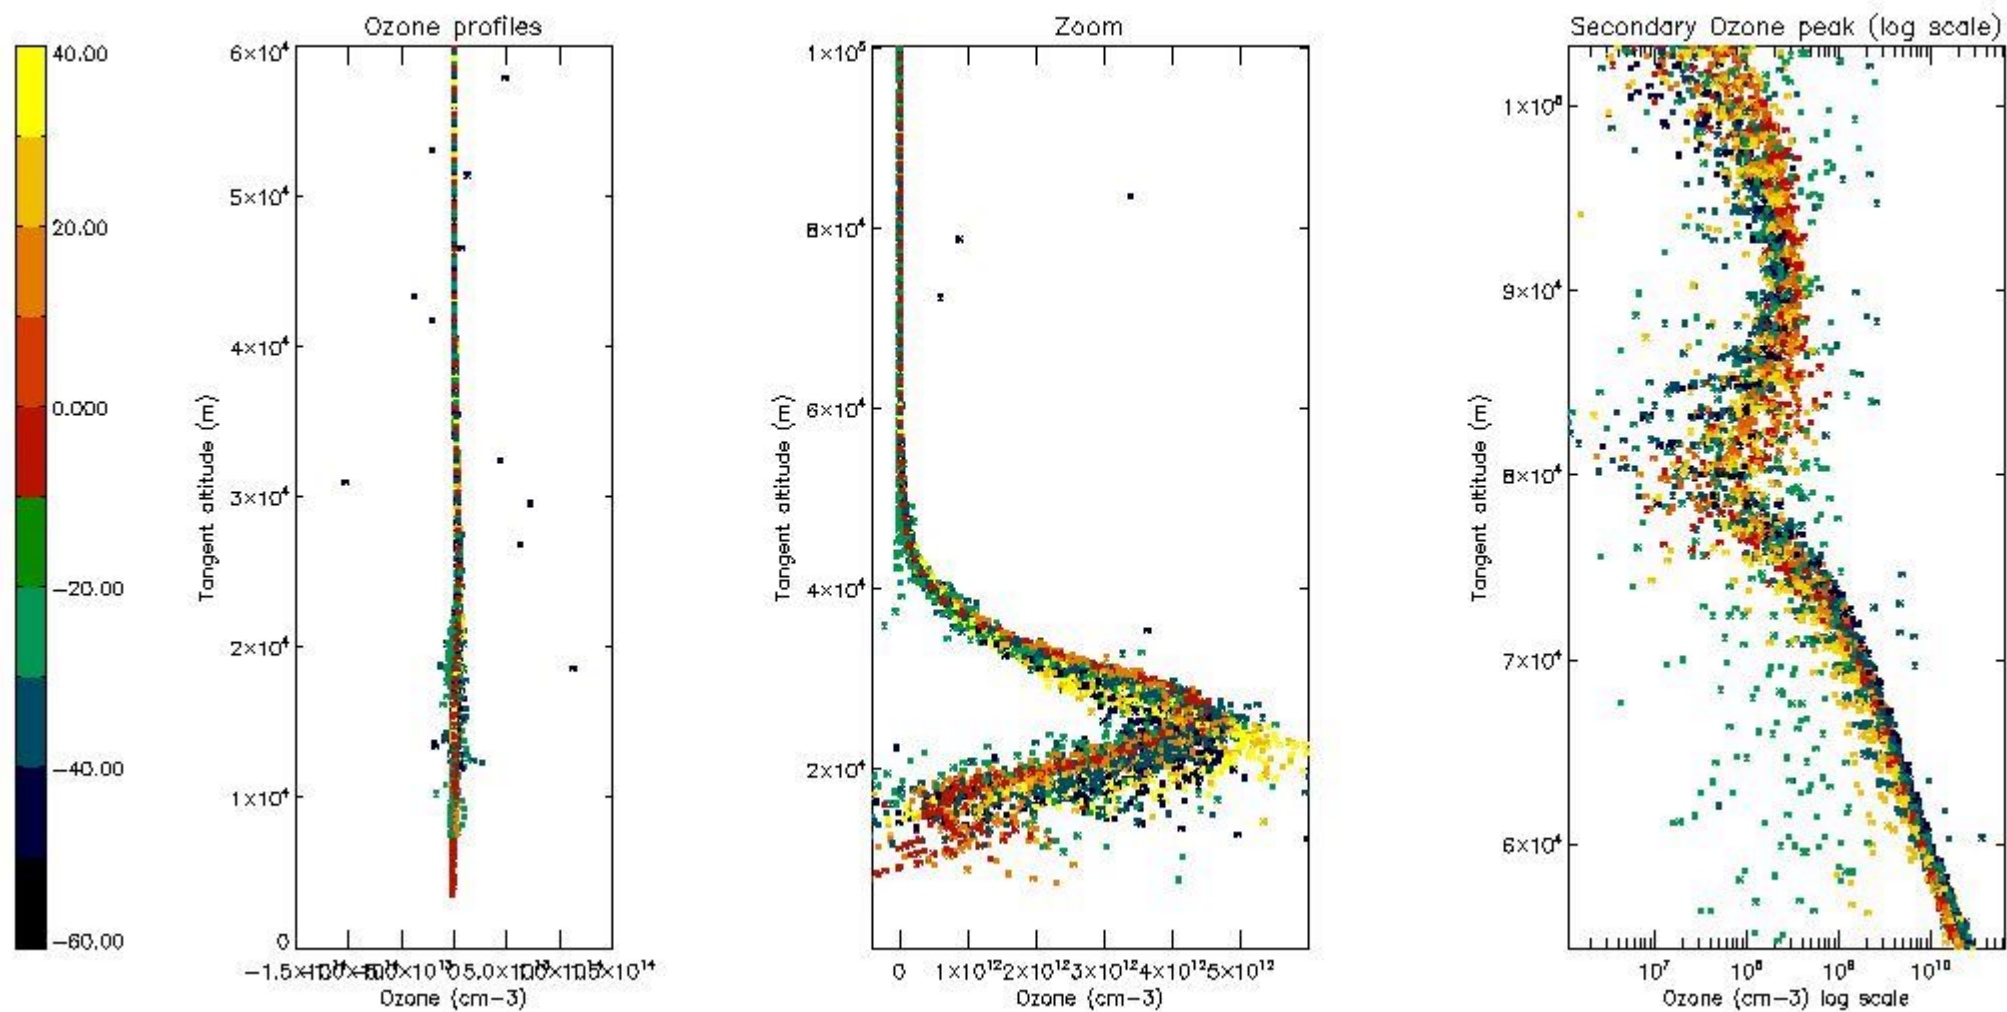 Ozone profiles
Zoom
Secondary Ozone peak (log scale)
40.00
20.00
0.000
−20.00
−40.00
−60.00
6×10⁴
5×10⁴
4×10⁴
3×10⁴
2×10⁴
1×10⁴
0
Tangent altitude (m)
Ozone (cm−3)
1×10⁵
8×10⁴
6×10⁴
4×10⁴
2×10⁴
Tangent altitude (m)
0 1×10¹² 2×10¹² 3×10¹² 4×10¹² 5×10¹²
Ozone (cm−3)
9×10⁴
8×10⁴
7×10⁴
6×10⁴
Tangent altitude (m)
10⁷ 10⁸ 10⁹ 10¹⁰
Ozone (cm−3) log scale